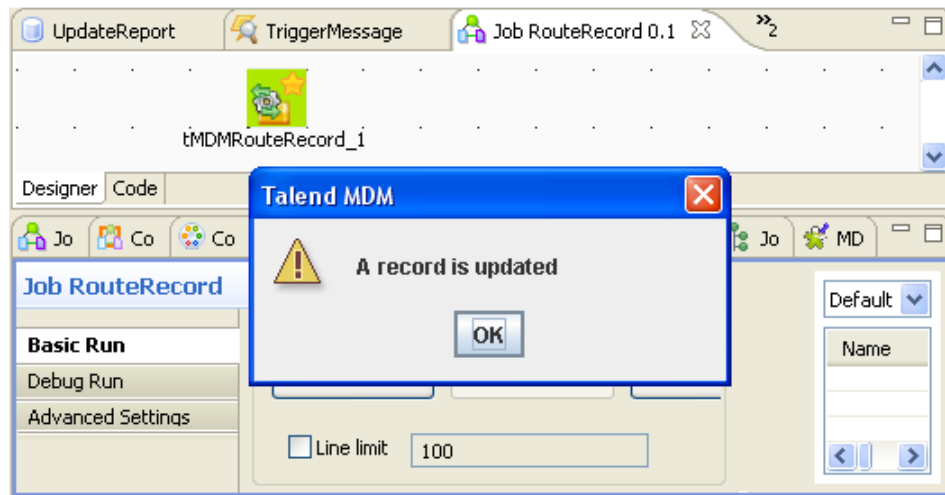 UpdateReport TriggerMessage Job RouteRecord 0.1 »2
tMDMRouteRecord_1
Designer Code
Talend MDM
Jo Co Co Jo MD
A record is updated
Job RouteRecord
Default
OK
Basic Run
Name
Debug Run
Advanced Settings
Line limit 100